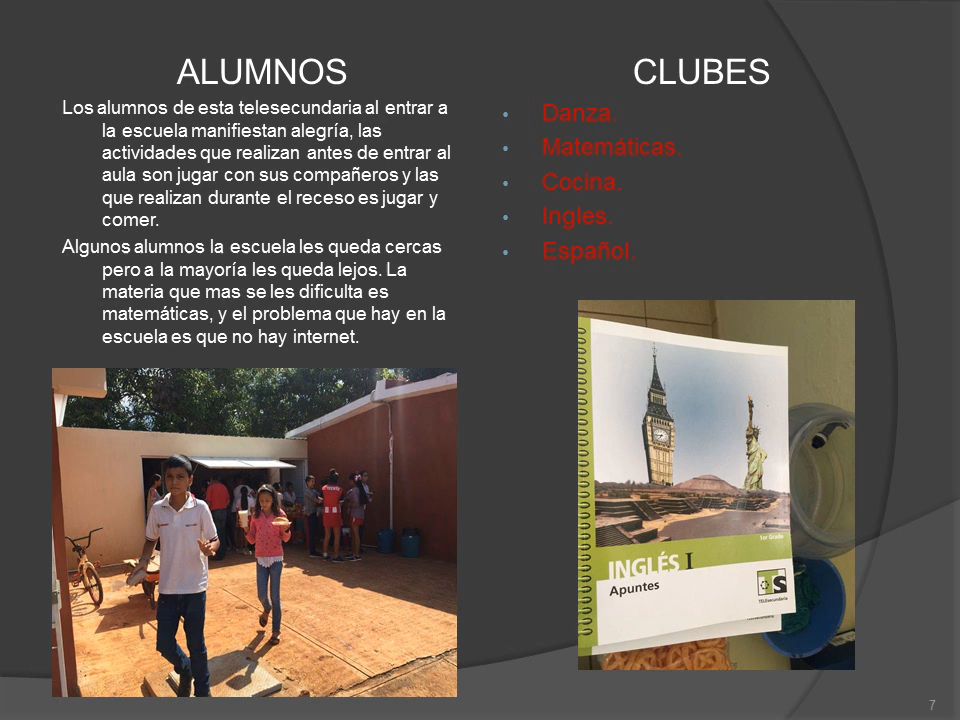 ALUMNOS
Los alumnos de esta telesecundaria al entrar a
la escuela manifiestan alegría, las
actividades que realizan antes de entrar al
aula son jugar con sus compañeros y las
que realizan durante el receso es jugar y
comer.
Algunos alumnos la escuela les queda cercas
pero a la mayoría les queda lejos. La
materia que mas se les dificulta es
matemáticas, y el problema que hay en la
escuela es que no hay internet.
CLUBES
• Danza.
• Matemáticas.
• Cocina.
• Ingles.
• Español.
1er Grado
INGLÉS I
Apuntes
TELEsecundaria
7